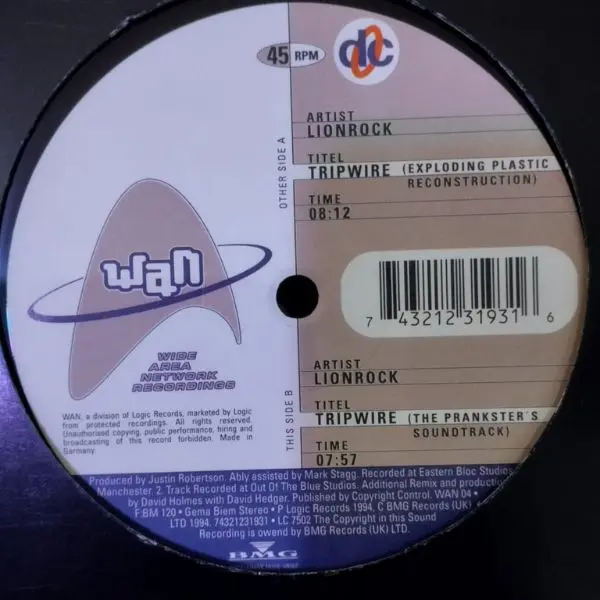 45 RPM
dc
ARTIST
LIONROCK
TITEL
TRIPWIRE (EXPLODING PLASTIC
RECONSTRUCTION)
TIME
08:12
OTHER SIDE A
wan
WIDE
AREA
NETWORK
RECORDINGS
7 43212 31931 6
ARTIST
LIONROCK
TITEL
TRIPWIRE (THE PRANKSTER'S
SOUNDTRACK)
TIME
07:57
THIS SIDE B
WAN, a division of Logic Records, marketed by Logic
from protected recordings. All rights reserved.
Unauthorised copying, public performance, hiring and
broadcasting of this record forbidden. Made in
Germany.
Produced by Justin Robertson. Ably assisted by Mark Stagg. Recorded at Eastern Bloc Studios
Manchester. 2. Track Recorded at Out Of The Blue Studios. Additional Remix and production
by David Holmes with David Hedger. Published by Copyright Control. WAN 04 •
F:BM 120 • Gema Biem Stereo • P Logic Records 1994, C BMG Records (UK)
LTD 1994. 74321231931 • LC 7502 The Copyright in this Sound
Recording is owend by BMG Records (UK) LTD.
BMG